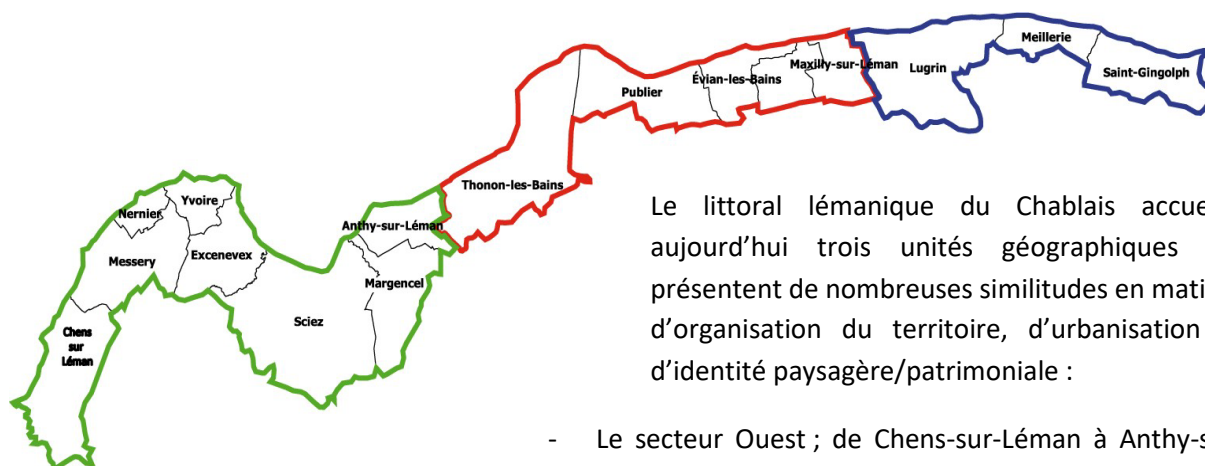 Meillerie
Maxilly-sur-Léman
Lugrin
Évian-les-Bains
Saint-Gingolph
Publier
Thonon-les-Bains
Yvoire
Nernier
Anthy-sur-Léman
Excenevex
Messery
Margencel
Sciez
Chens
sur
Léman
Le littoral lémanique du Chablais accue
aujourd’hui trois unités géographiques
présentent de nombreuses similitudes en mati
d’organisation du territoire, d’urbanisation
d’identité paysagère/patrimoniale :
- Le secteur Ouest ; de Chens-sur-Léman à Anthy-s